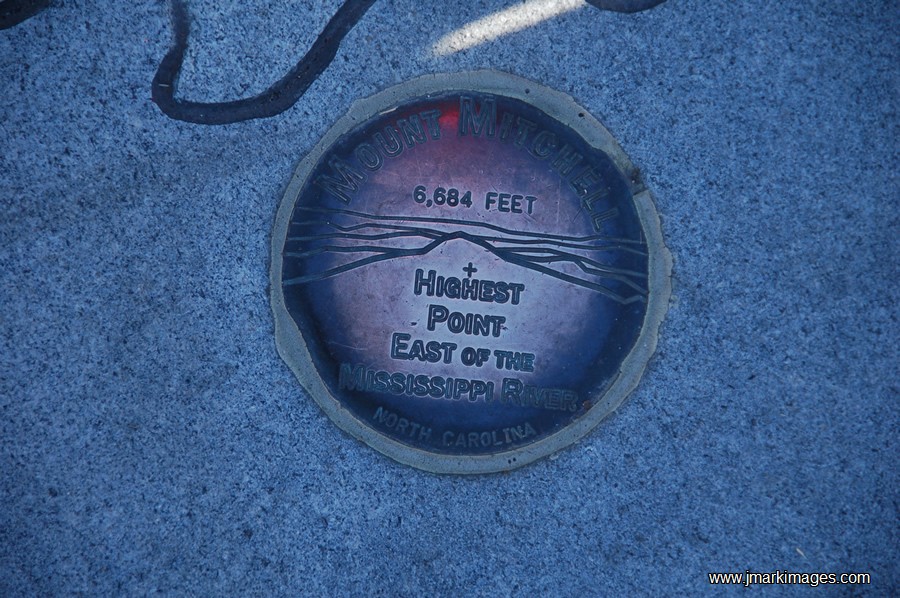 MOUNT MITCHELL
6,684 FEET
HIGHEST
POINT
EAST OF THE
MISSISSIPPI RIVER
NORTH CAROLINA
www.jmarkimages.com